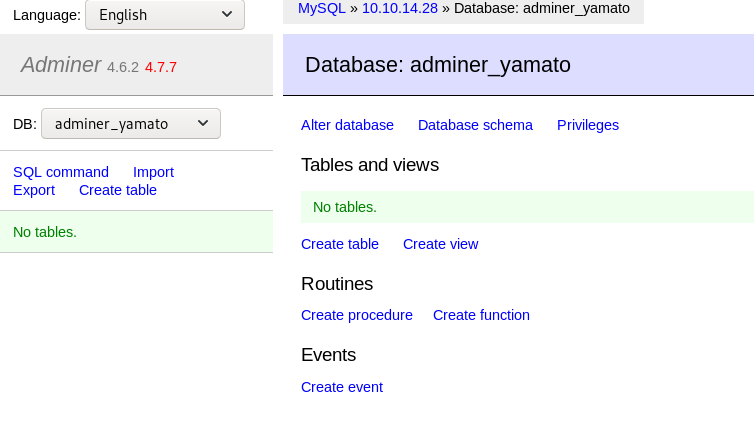 Language: English
Adminer 4.6.2 4.7.7
DB: adminer_yamato
SQL command Import
Export Create table
No tables.
MySQL » 10.10.14.28 » Database: adminer_yamato
Database: adminer_yamato
Alter database Database schema Privileges
Tables and views
No tables.
Create table Create view
Routines
Create procedure Create function
Events
Create event